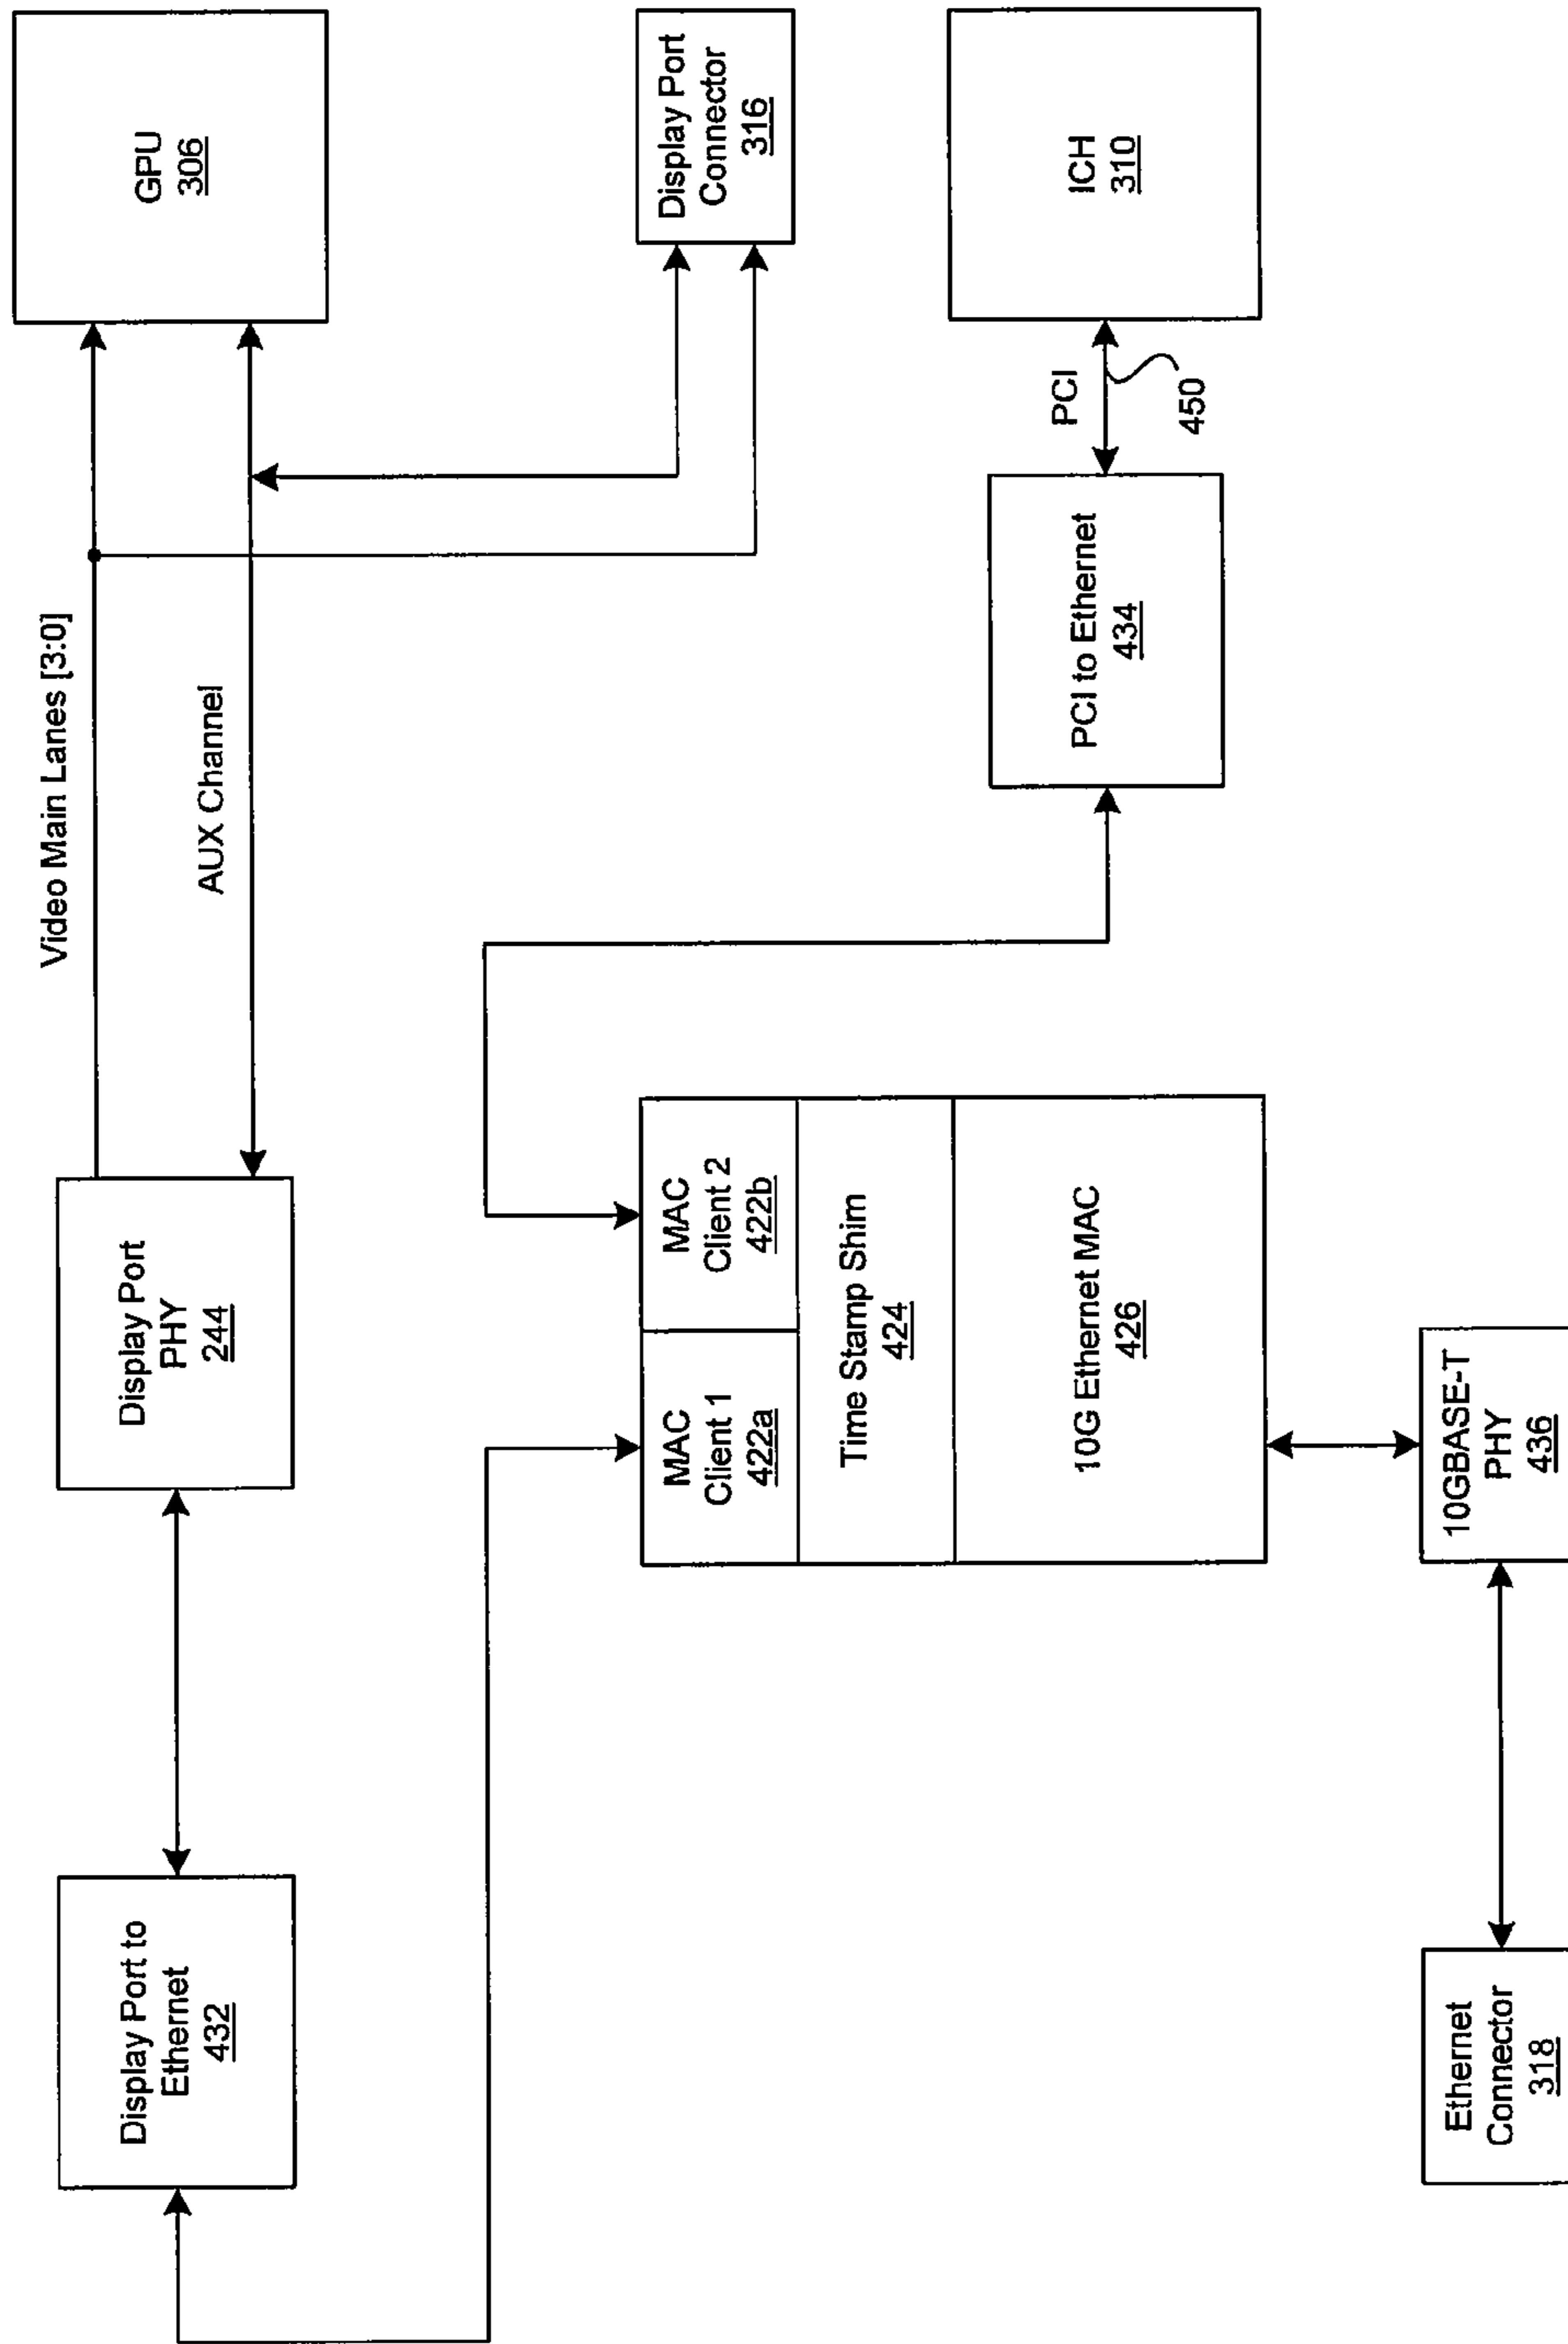 Display Port to
Ethernet
432
Display Port
PHY
244
Video Main Lanes [3:0]
AUX Channel
GPU
306
Display Port
Connector
316
MAC
Client 1
422a
MAC
Client 2
422b
Time Stamp Shim
424
10G Ethernet MAC
426
PCI to Ethernet
434
PCI
450
ICH
310
Ethernet
Connector
318
10GBASE-T
PHY
436